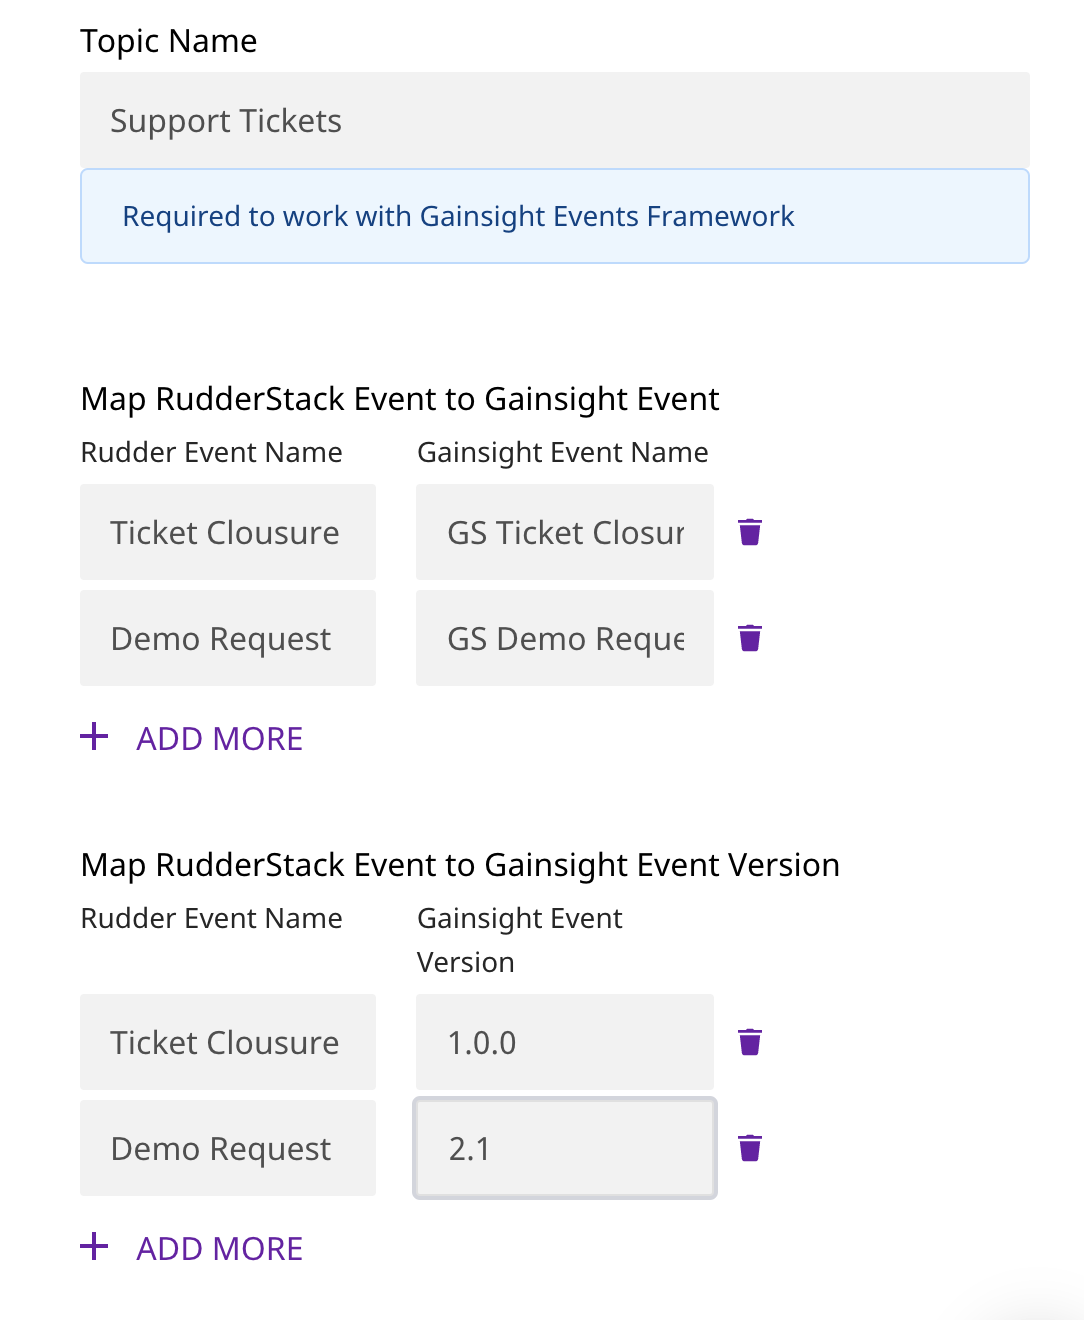 Topic Name
Support Tickets
Required to work with Gainsight Events Framework
Map RudderStack Event to Gainsight Event
Rudder Event Name Gainsight Event Name
Ticket Clousure GS Ticket Closur
Demo Request GS Demo Reque
+ ADD MORE
Map RudderStack Event to Gainsight Event Version
Rudder Event Name Gainsight Event
Version
Ticket Clousure 1.0.0
Demo Request 2.1
+ ADD MORE